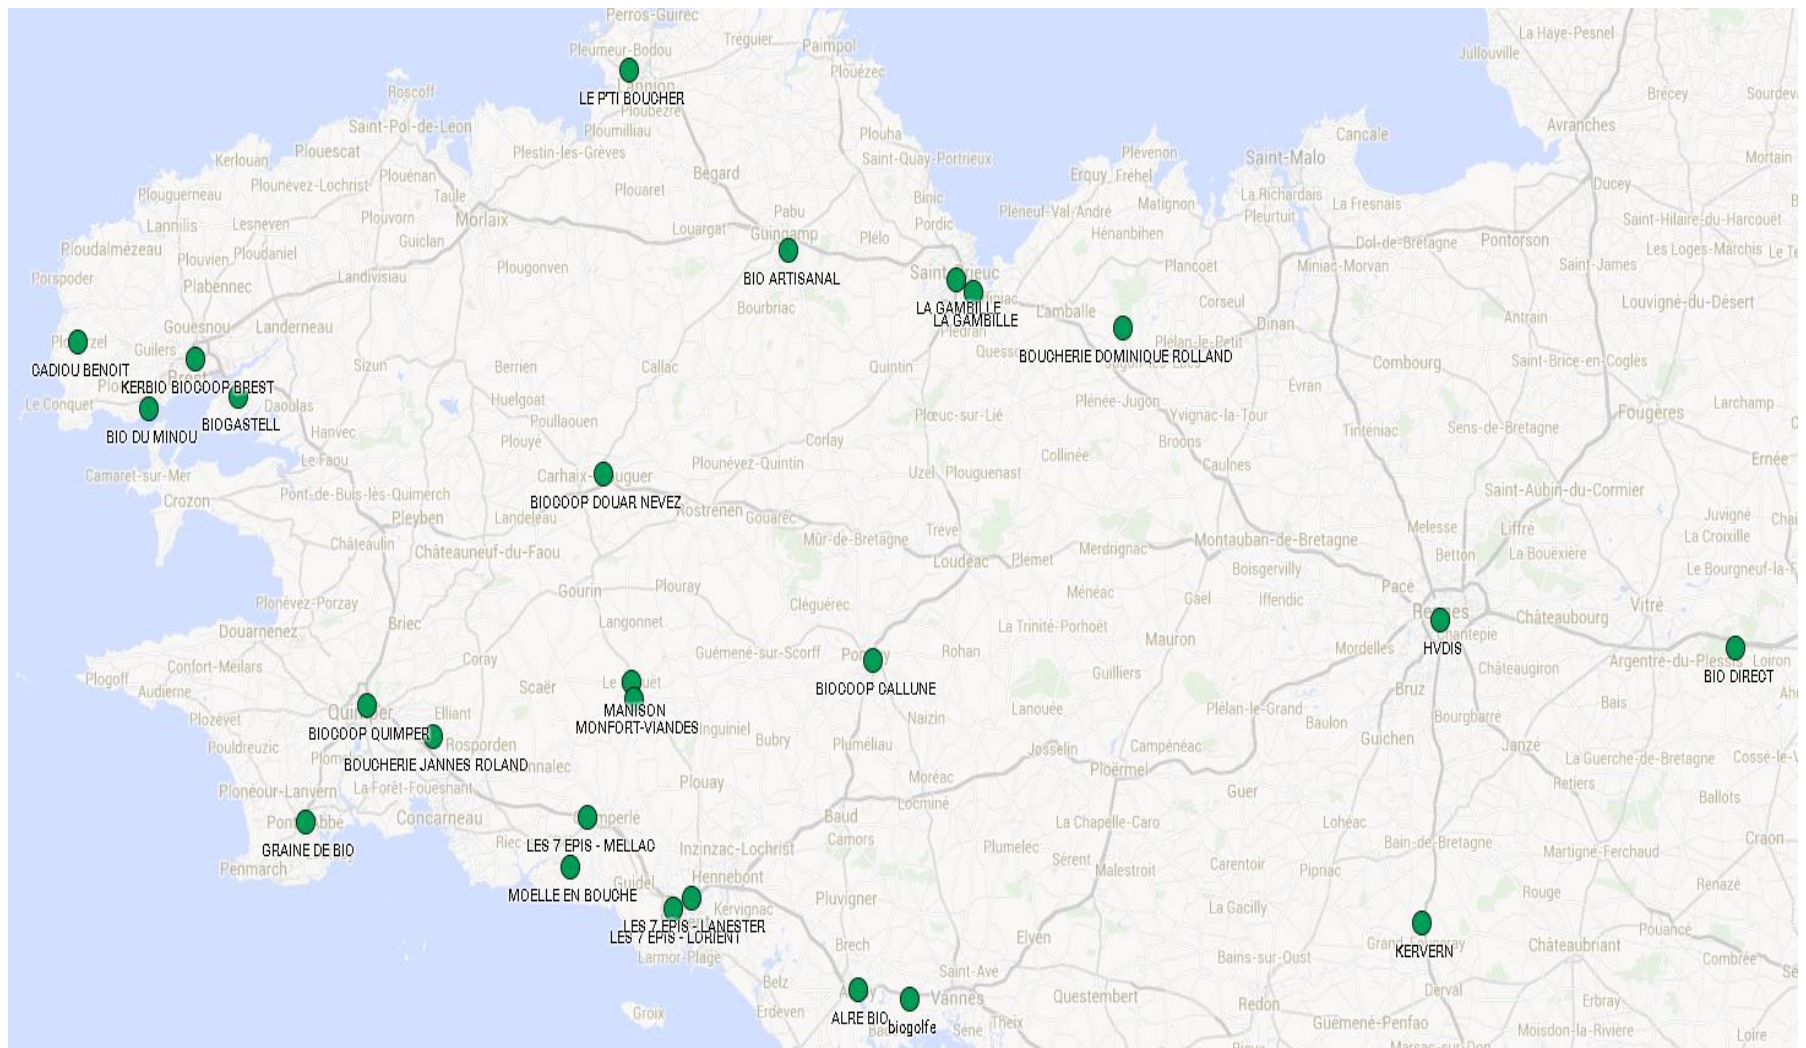 Perros-Guirec
Tréguier
Paimpol
La Haye-Pesnel
Pleumeur-Bodou
Jullouville
Plouëzec
LE P'TI BOUCHER
Roscoff
Brécey
Ploubezre
Saint-Pol-de-Léon
Ploumilliau
Plouha
Cancale
Avranches
Kerlouan
Plouescat
Plestin-les-Grèves
Saint-Quay-Portrieux
Plévenon
Saint-Malo
Mortain
Plouguerneau
Plounévez-Lochrist
Plouénan
Taule
Plouaret
Bégard
Erquy
Fréhel
Matignon
La Richardais
La Fresnais
Ducey
Lannilis
Lesneven
Plouvorn
Morlaix
Pabu
Binic
Pordic
Pléneuf-Val-André
Pleurtuit
Saint-Hilaire-du-Harcouët
Ploudalmézeau
Plouvien
Ploudaniel
Guiclan
Louargat
Guingamp
Plélo
Hénanbihen
Dol-de-Bretagne
Pontorson
Les Loges-Marchis
Porspoder
Plabennec
Landivisiau
Plougonven
BIO ARTISANAL
Plancoët
Miniac-Morvan
Saint-James
Gouesnou
Landerneau
Bourbriac
LA GAMBILLE
LA GAMBILLE
Lamballe
Corseul
Dinan
Antrain
Louvigné-du-Désert
Guilers
Plédran
BOUCHERIE DOMINIQUE ROLLAND
Plélan-le-Petit
CADIOU BENOIT
KERBIO BIOCOOP BREST
Sizun
Berrien
Callac
Quintin
Combourg
Saint-Brice-en-Cogles
Le Conquet
BIO DU MINOU
BIOGASTELL
Daoulas
Huelgoat
Poullaouen
Plœuc-sur-Lié
Plénée-Jugon
Évran
Yvignac-la-Tour
Fougères
Larchamp
Hanvec
Plouyé
Corlay
Broons
Tinténiac
Sens-de-Bretagne
Camaret-sur-Mer
Le Faou
Plounévez-Quintin
Uzel
Plouguenast
Collinée
Caulnes
Ernée
Crozon
Pont-de-Buis-lès-Quimerch
BIOCOOP DOUAR NEVEZ
Saint-Aubin-du-Cormier
Pleyben
Landeleau
Rostrenen
Gouarec
Trévé
Melesse
Liffré
Juvigné
Châteaulin
Châteauneuf-du-Faou
Mûr-de-Bretagne
Loudeac
Plémet
Merdrignac
Montauban-de-Bretagne
Betton
La Bouëxière
La Croixille
Gourin
Plouray
Cléguérec
Ménéac
Gael
Boisgervilly
Iffendic
Pacé
Rennes
Châteaubourg
Vitré
Plonévez-Porzay
Briec
Langonnet
Douarnenez
La Trinité-Porhoët
Mauron
Mordelles
HVDIS
Chantepie
Confort-Meilars
Coray
Guémené-sur-Scorff
Rohan
Guilliers
Châteaugiron
Argentré-du-Plessis
Loiron
BIO DIRECT
Plogoff
Audierne
Scaër
BIOCOOP CALLUNE
Bruz
MANISON
MONFORT-VIANDES
Plozévet
Elliant
BIOCOOP QUIMPER
Naizin
Lanouée
Plélan-le-Grand
Baulon
Bourgbarré
Bais
Pouldreuzic
Rosporden
BOUCHERIE JANNES ROLAND
Bubry
Pluméliau
Josselin
Campénéac
Ploërmel
Guichen
Janzé
La Guerche-de-Bretagne
Plonéour-Lanvern
La Forêt-Fouesnant
Plouay
Moréac
Guer
Retiers
Ballots
Concarneau
Locminé
Baud
GRAINE DE BIO
LES 7 EPIS - MELLAC
Inzinzac-Lochrist
Camors
La Chapelle-Caro
Lohéac
Bain-de-Bretagne
Craon
Penmarch
Riec
Plumelec
Sérent
Malestroit
Carentoir
Pipriac
Martigné-Ferchaud
MOELLE EN BOUCHE
Guidel
Hennebont
Pluvigner
Rouge
Renazé
Kervignac
LES 7 EPIS - LANESTER
LES 7 EPIS - LORIENT
La Gacilly
KERVERN
Pouancé
Larmor-Plage
Brech
Elven
Bains-sur-Oust
Châteaubriant
Combrée
Belz
Saint-Avé
Vannes
Questembert
Redon
Derval
Erbray
Groix
Erdeven
ALRE BIO
biogolfe
Séné
Theix
Guémené-Penfao
Moisdon-la-Rivière
Loire